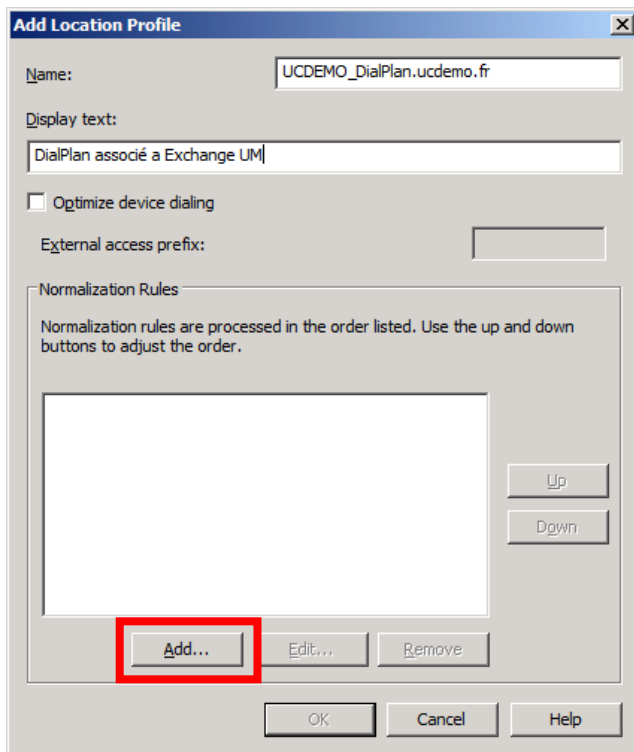 Add Location Profile
Name:
UCDEMO_DialPlan.ucdemo.fr
Display text:
DialPlan associé a Exchange UM
Optimize device dialing
External access prefix:
Normalization Rules
Normalization rules are processed in the order listed. Use the up and down
buttons to adjust the order.
Up
Down
Add...
Edit...
Remove
OK
Cancel
Help